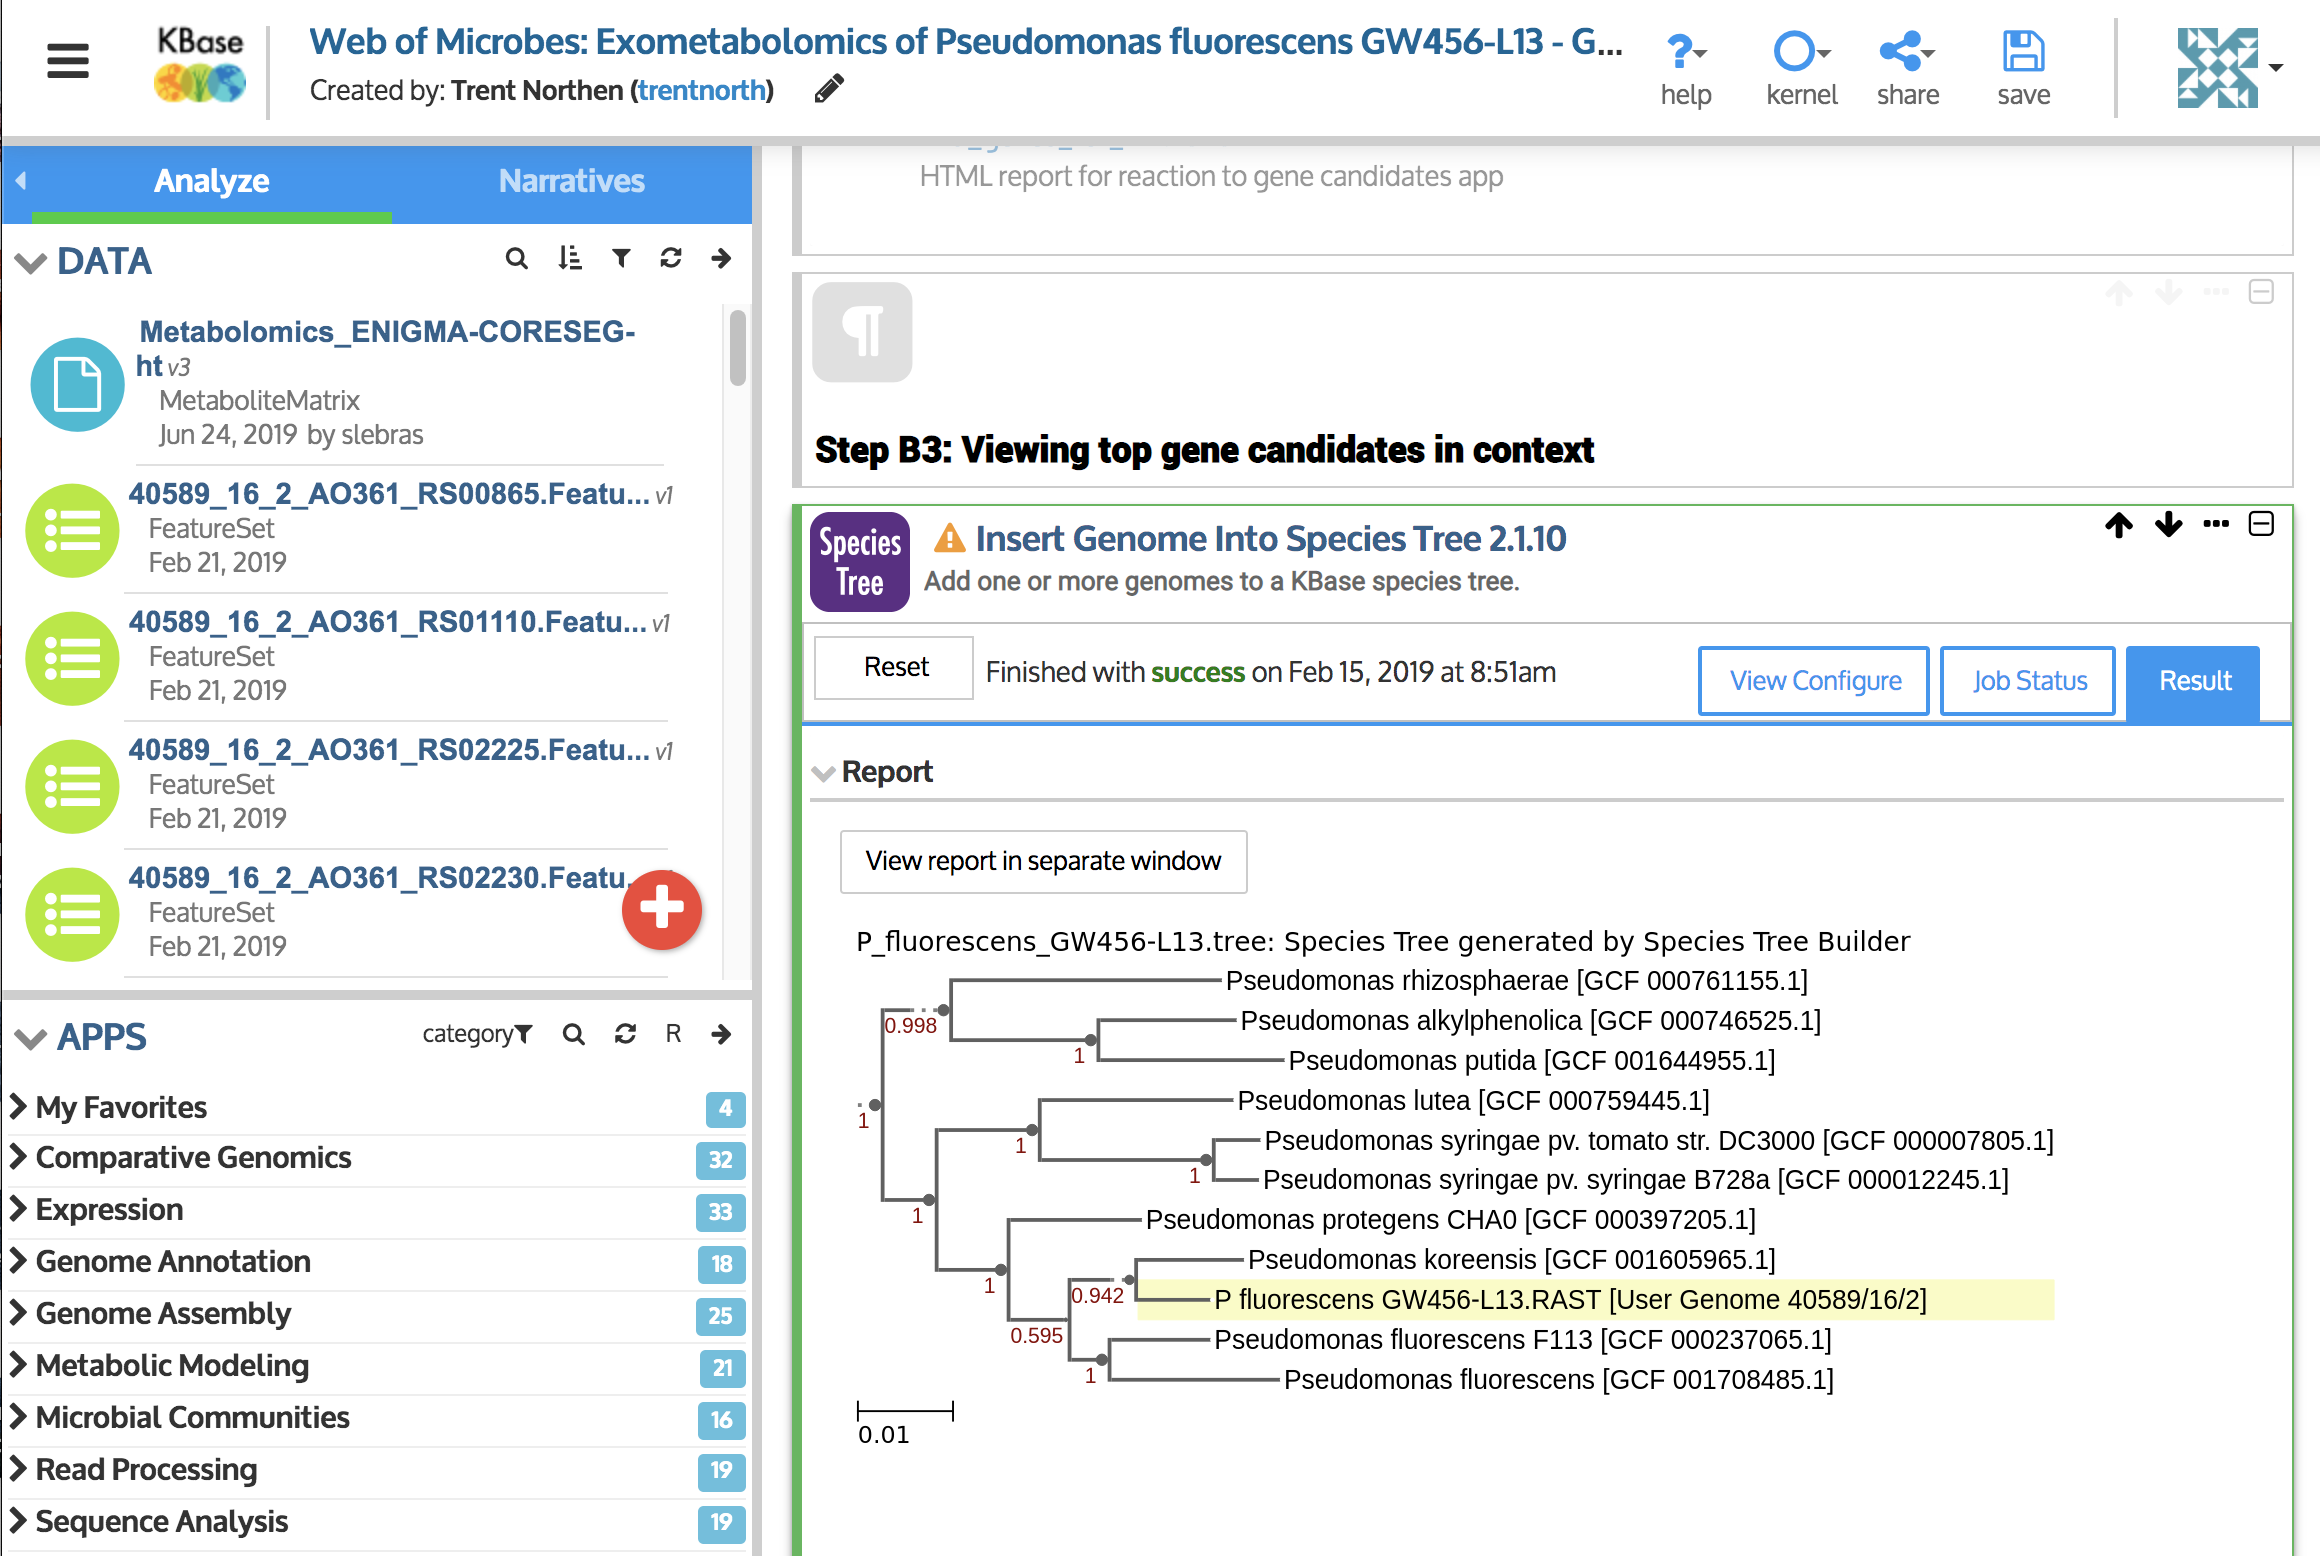 KBase
Web of Microbes: Exometabolomics of Pseudomonas fluorescens GW456-L13 - G...
Created by: Trent Northen (trentnorth)
help
kernel
share
save
Analyze
Narratives
DATA
Metabolomics_ENIGMA-CORESEG-
ht v3
MetaboliteMatrix
Jun 24, 2019 by slebras
40589_16_2_AO361_RS00865.Featu... v1
FeatureSet
Feb 21, 2019
40589_16_2_AO361_RS01110.Featu... v1
FeatureSet
Feb 21, 2019
40589_16_2_AO361_RS02225.Featu... v1
FeatureSet
Feb 21, 2019
40589_16_2_AO361_RS02230.Featu.
FeatureSet
Feb 21, 2019
APPS
category
R
My Favorites 4
Comparative Genomics 32
Expression 33
Genome Annotation 18
Genome Assembly 25
Metabolic Modeling 21
Microbial Communities 16
Read Processing 19
Sequence Analysis 19
HTML report for reaction to gene candidates app
Step B3: Viewing top gene candidates in context
Species
Tree
Insert Genome Into Species Tree 2.1.10
Add one or more genomes to a KBase species tree.
Reset
Finished with success on Feb 15, 2019 at 8:51am
View Configure
Job Status
Result
Report
View report in separate window
P_fluorescens_GW456-L13.tree: Species Tree generated by Species Tree Builder
Pseudomonas rhizosphaerae [GCF 000761155.1]
0.998
Pseudomonas alkylphenolica [GCF 000746525.1]
1
Pseudomonas putida [GCF 001644955.1]
Pseudomonas lutea [GCF 000759445.1]
1
1
Pseudomonas syringae pv. tomato str. DC3000 [GCF 000007805.1]
1
Pseudomonas syringae pv. syringae B728a [GCF 000012245.1]
1
Pseudomonas protegens CHA0 [GCF 000397205.1]
Pseudomonas koreensis [GCF 001605965.1]
1
0.942
P fluorescens GW456-L13.RAST [User Genome 40589/16/2]
0.595
Pseudomonas fluorescens F113 [GCF 000237065.1]
1
Pseudomonas fluorescens [GCF 001708485.1]
0.01